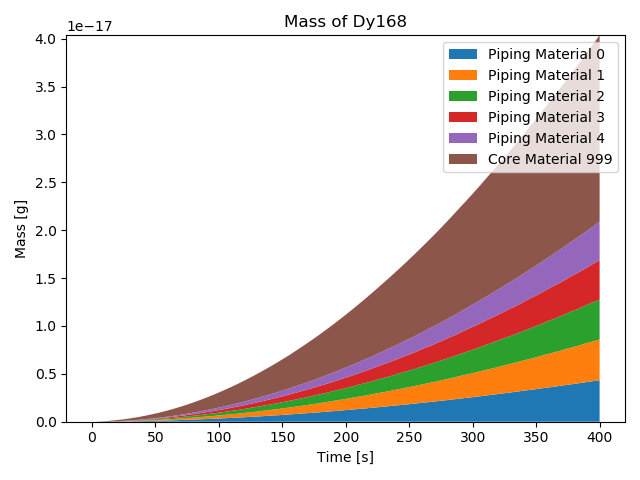 Mass of Dy168
1e−17
4.0
3.5
3.0
2.5
2.0
1.5
1.0
0.5
0.0
Mass [g]
Piping Material 0
Piping Material 1
Piping Material 2
Piping Material 3
Piping Material 4
Core Material 999
0 50 100 150 200 250 300 350 400
Time [s]